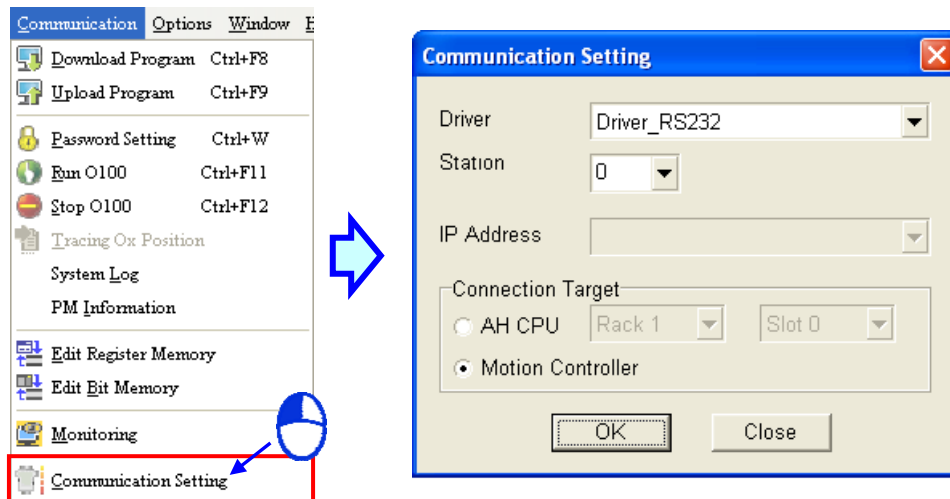 Communication Options Window
Download Program Ctrl+F8
Upload Program Ctrl+F9
Password Setting Ctrl+W
Run O100 Ctrl+F11
Stop O100 Ctrl+F12
Tracing Ox Position
System Log
PM Information
Edit Register Memory
Edit Bit Memory
Monitoring
Communication Setting
Communication Setting
Driver Driver_RS232
Station 0
IP Address
Connection Target
AH CPU Rack 1 Slot 0
Motion Controller
OK Close